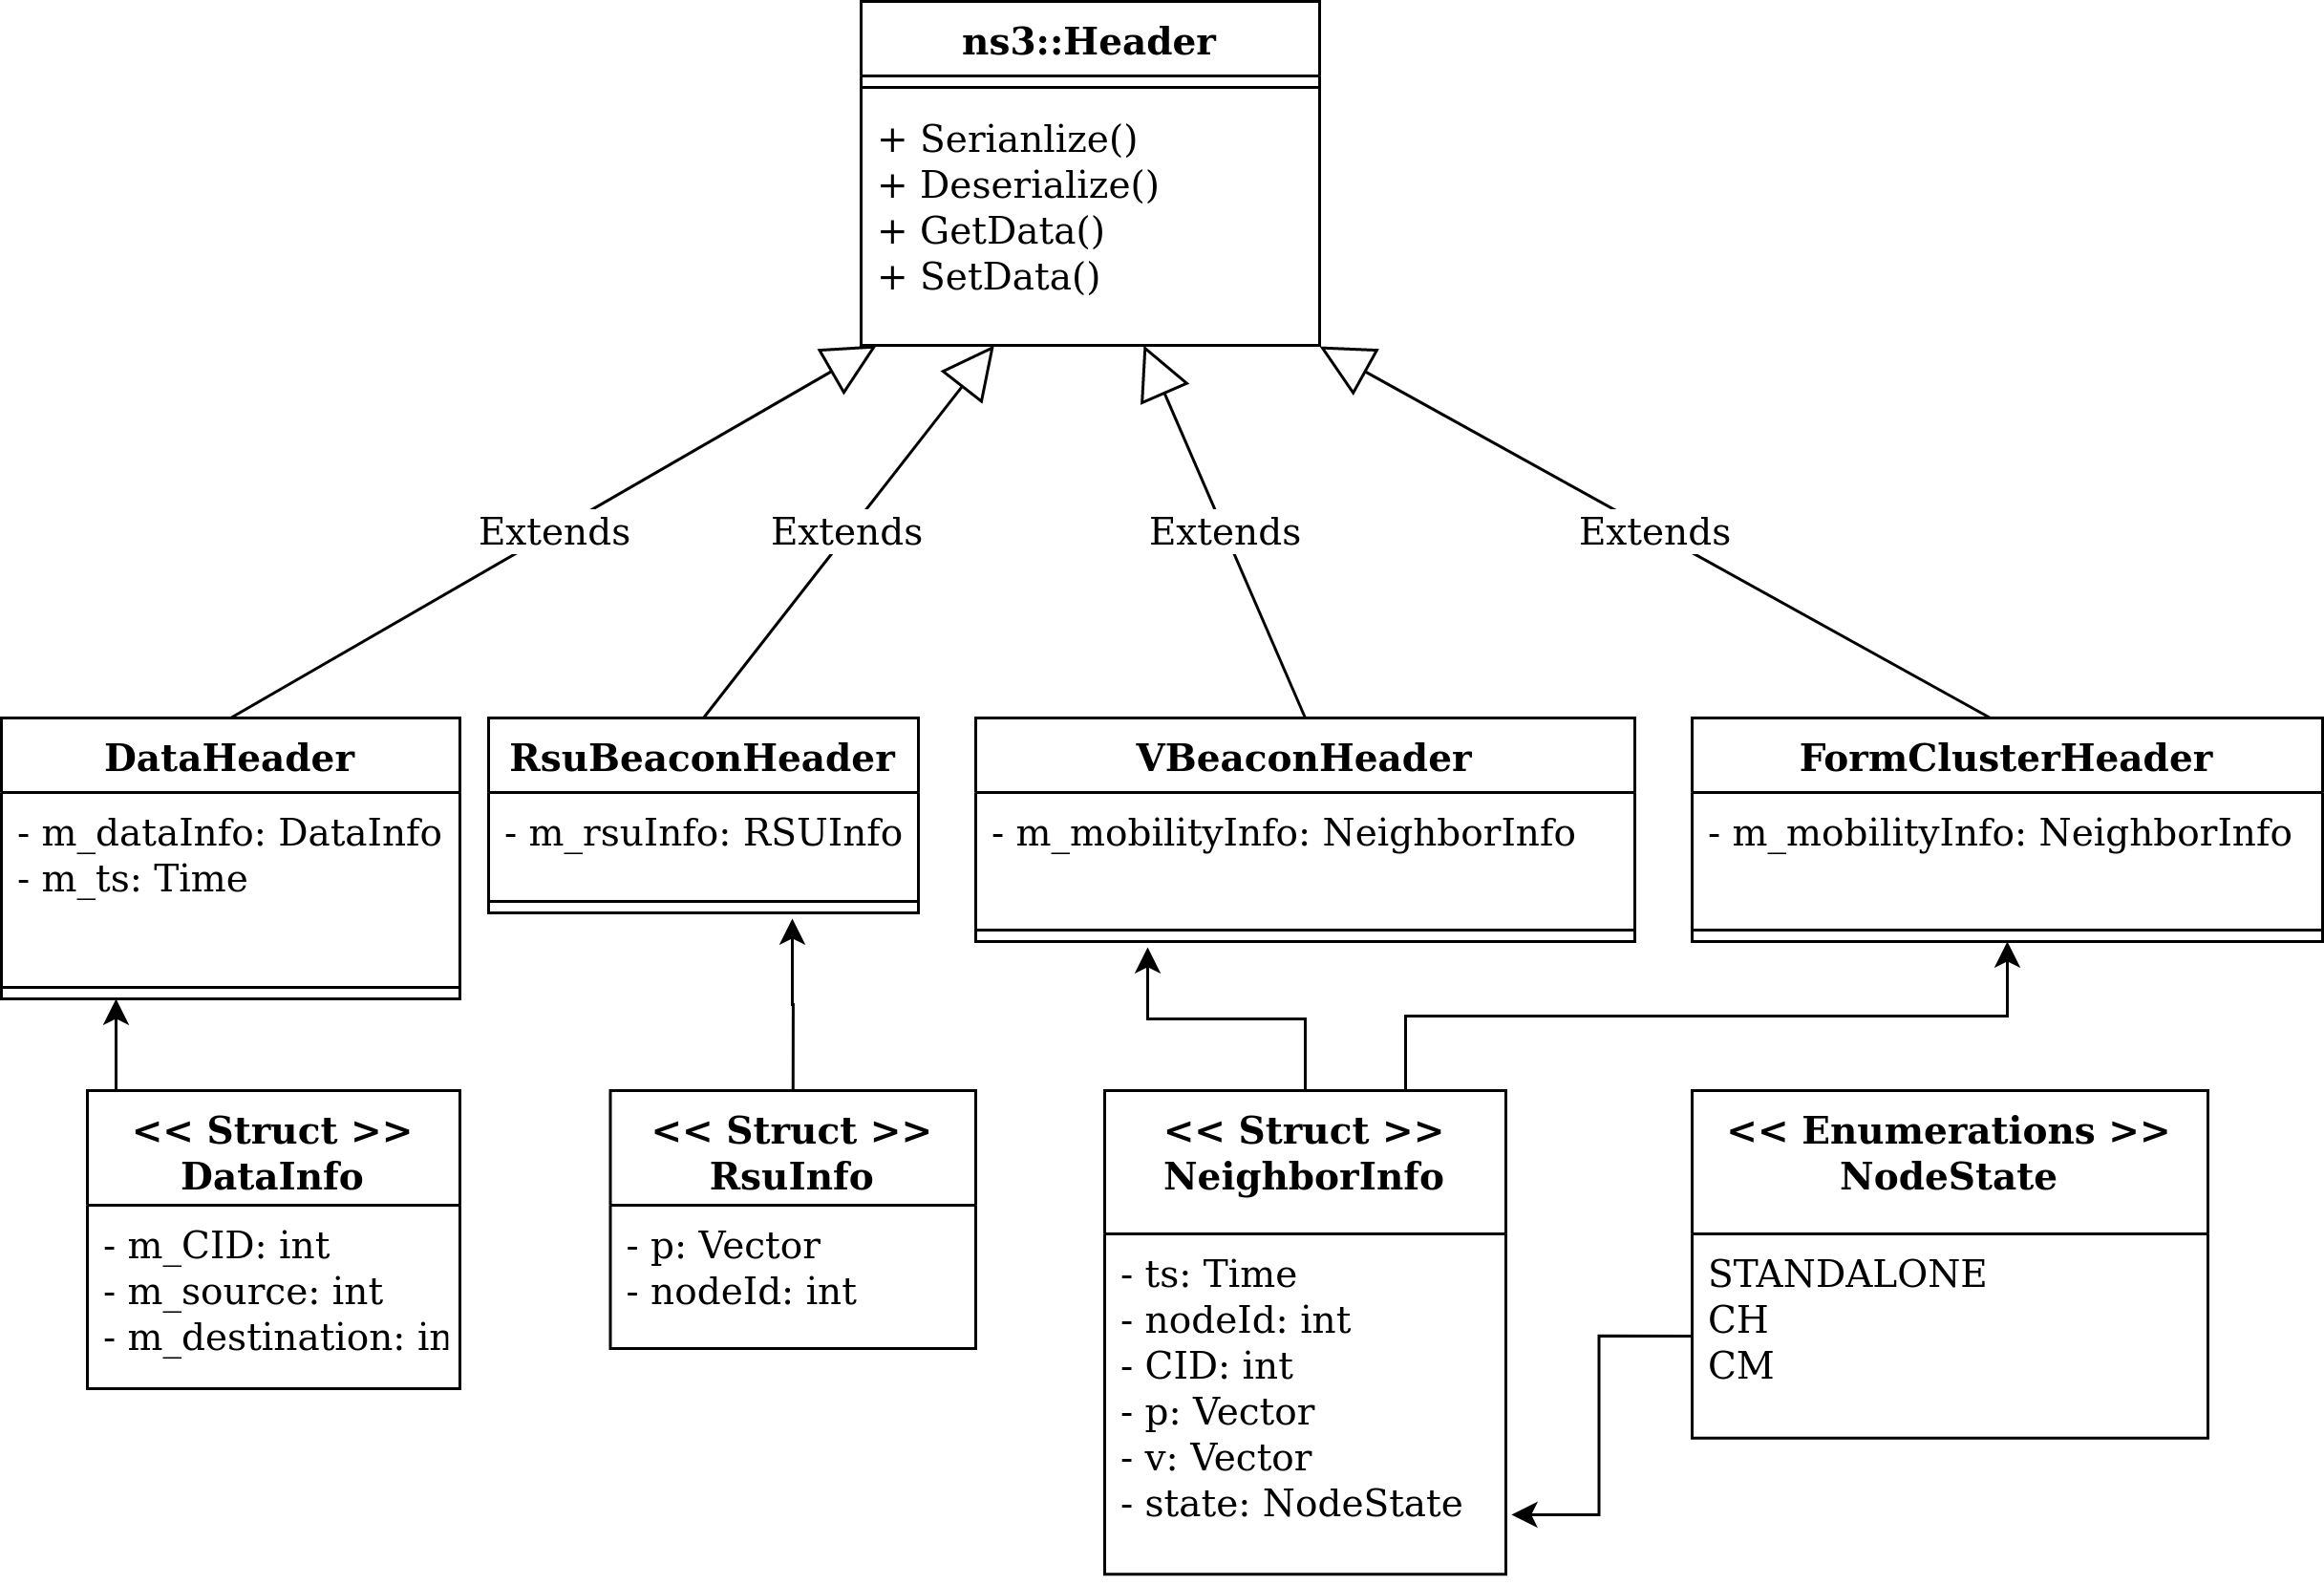 ns3::Header
+ Serianlize()
+ Deserialize()
+ GetData()
+ SetData()
Extends
Extends
Extends
Extends
DataHeader
- m_dataInfo: DataInfo
- m_ts: Time
RsuBeaconHeader
- m_rsuInfo: RSUInfo
VBeaconHeader
- m_mobilityInfo: NeighborInfo
FormClusterHeader
- m_mobilityInfo: NeighborInfo
<< Struct >>
DataInfo
- m_CID: int
- m_source: int
- m_destination: in
<< Struct >>
RsuInfo
- p: Vector
- nodeId: int
<< Struct >>
NeighborInfo
- ts: Time
- nodeId: int
- CID: int
- p: Vector
- v: Vector
- state: NodeState
<< Enumerations >>
NodeState
STANDALONE
CH
CM